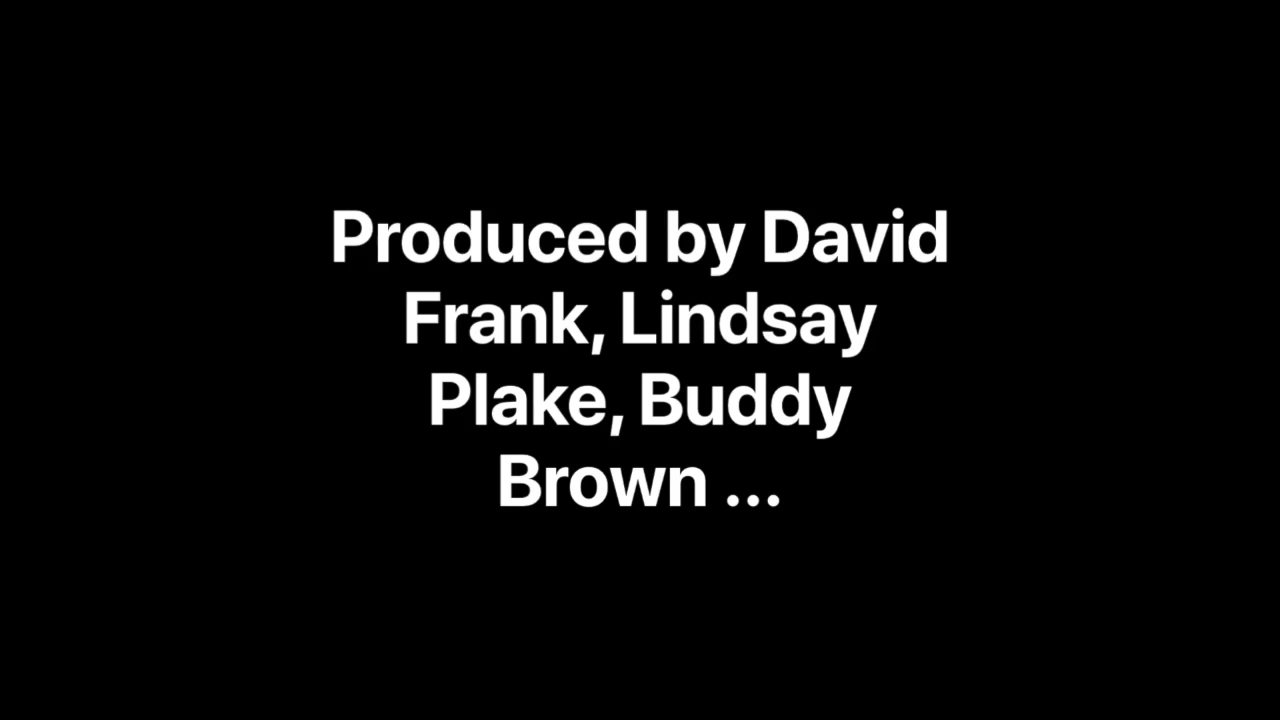 Produced by David
Frank, Lindsay
Plake, Buddy
Brown ...